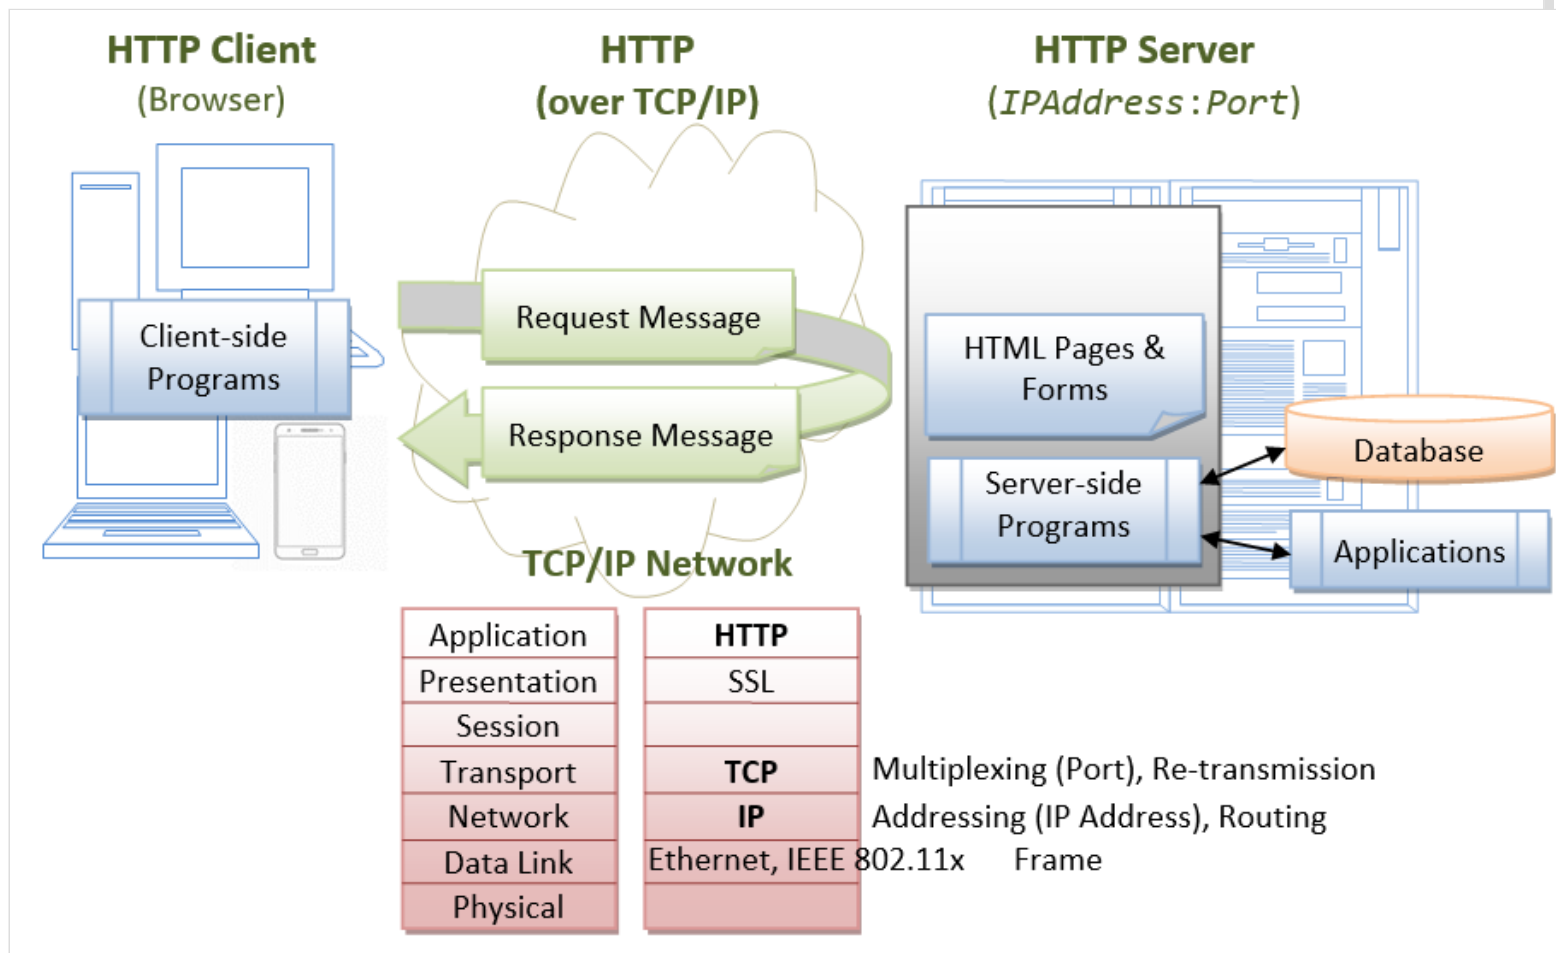 HTTP Client
(Browser)
HTTP
(over TCP/IP)
HTTP Server
(IPAddress:Port)
Client-side
Programs
Request Message
Response Message
HTML Pages &
Forms
Server-side
Programs
Database
Applications
TCP/IP Network
Application HTTP
Presentation SSL
Session
Transport TCP Multiplexing (Port), Re-transmission
Network IP Addressing (IP Address), Routing
Data Link Ethernet, IEEE 802.11x Frame
Physical